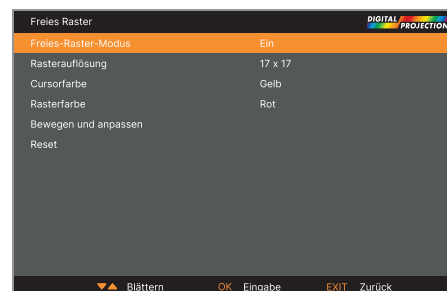 Freies Raster
DIGITAL PROJECTION
Freies-Raster-Modus Ein
Rasterauflösung 17 x 17
Cursorfarbe Gelb
Rasterfarbe Rot
Bewegen und anpassen
Reset
Blättern OK Eingabe EXIT Zurück